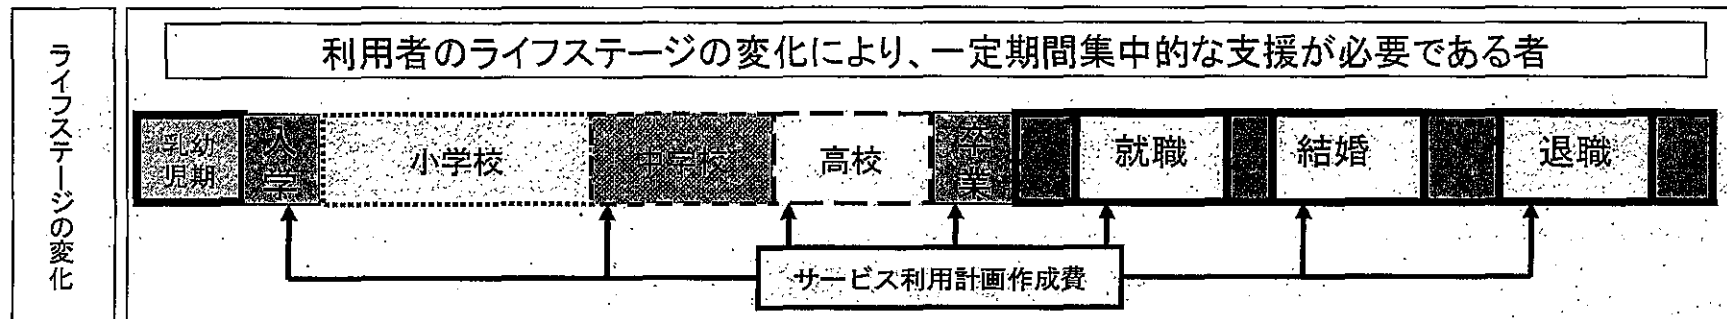 ライフステージの変化
利用者のライフステージの変化により、一定期間集中的な支援が必要である者
乳幼
児期
入
学
小学校
中学校
高校
卒
業
就職
結婚
退職
サービス利用計画作成費